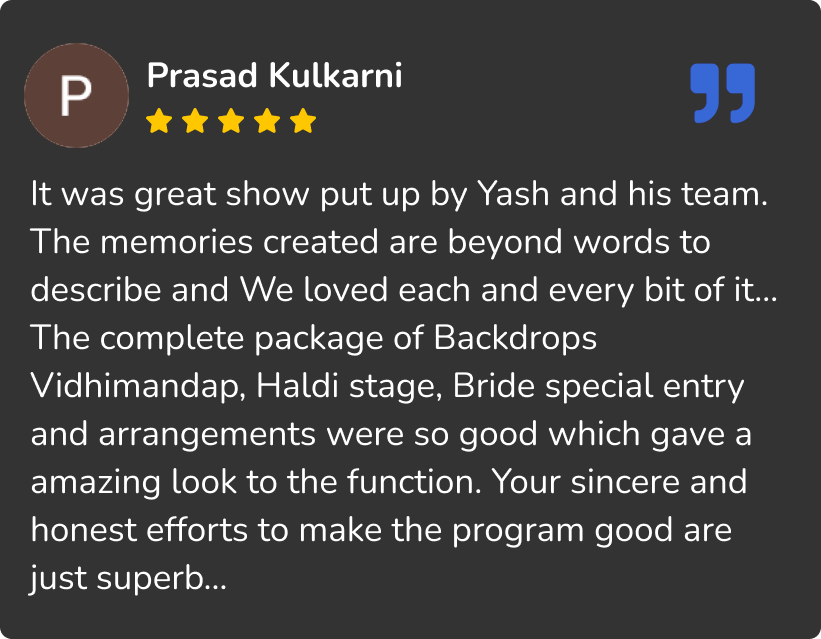 P
Prasad Kulkarni
It was great show put up by Yash and his team.
The memories created are beyond words to
describe and We loved each and every bit of it...
The complete package of Backdrops
Vidhimandap, Haldi stage, Bride special entry
and arrangements were so good which gave a
amazing look to the function. Your sincere and
honest efforts to make the program good are
just superb...